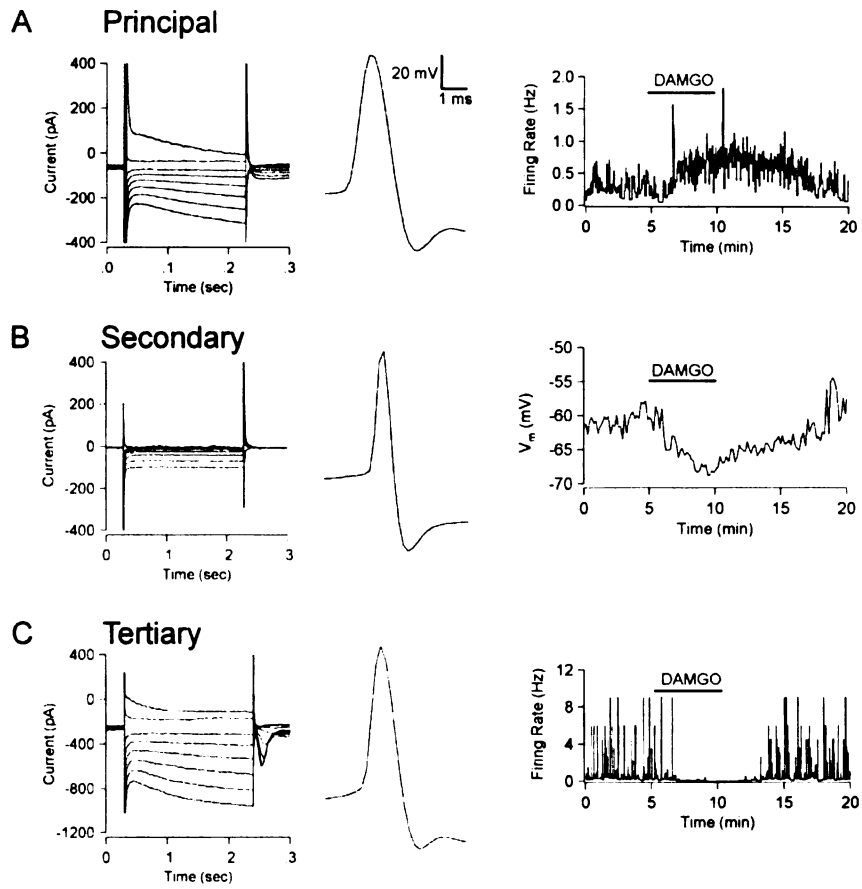 A Principal
400
200
0
-200
-400
Current (pA)
.0 .1 .2 .3
Time (sec)
20 mV
1 ms
2.0
1.5
1.0
0.5
0.0
Firing Rate (Hz)
DAMGO
0 5 10 15 20
Time (min)
B Secondary
400
200
0
-200
-400
Current (pA)
0 1 2 3
Time (sec)
-50
-55
-60
-65
-70
Vm (mV)
DAMGO
0 5 10 15 20
Time (min)
C Tertiary
400
0
-400
-800
-1200
Current (pA)
0 1 2 3
Time (sec)
12
8
4
0
Firing Rate (Hz)
DAMGO
0 5 10 15 20
Time (min)